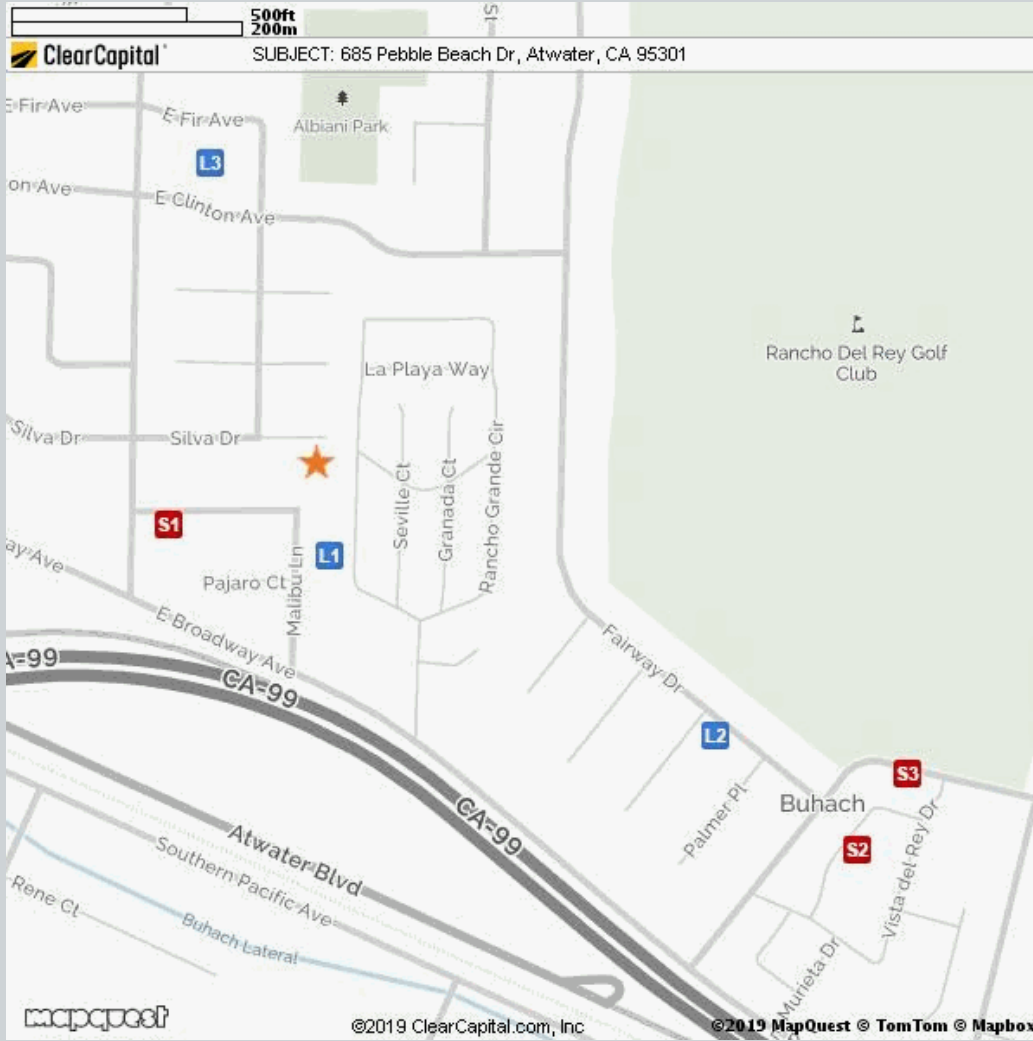 500ft
200m
ClearCapital
SUBJECT: 685 Pebble Beach Dr, Atwater, CA 95301
St
E Fir Ave
E Fir Ave
Albiani Park
L3
on Ave
E Clinton Ave
Rancho Del Rey Golf
Club
La Playa Way
Silva Dr
Silva Dr
Seville Ct
Granada Ct
Rancho Grande Cir
S1
ay Ave
L1
Pajaro Ct
Malibu Ln
E Broadway Ave
A-99
CA-99
Fairway Dr
L2
S3
Buhach
CA-99
Palmer Pl
S2
Vista del Rey Dr
Atwater Blvd
Southern Pacific Ave
Rene Ct
Buhach Lateral
Murieta Dr
mapquest
©2019 ClearCapital.com, Inc
©2019 MapQuest © TomTom © Mapbox